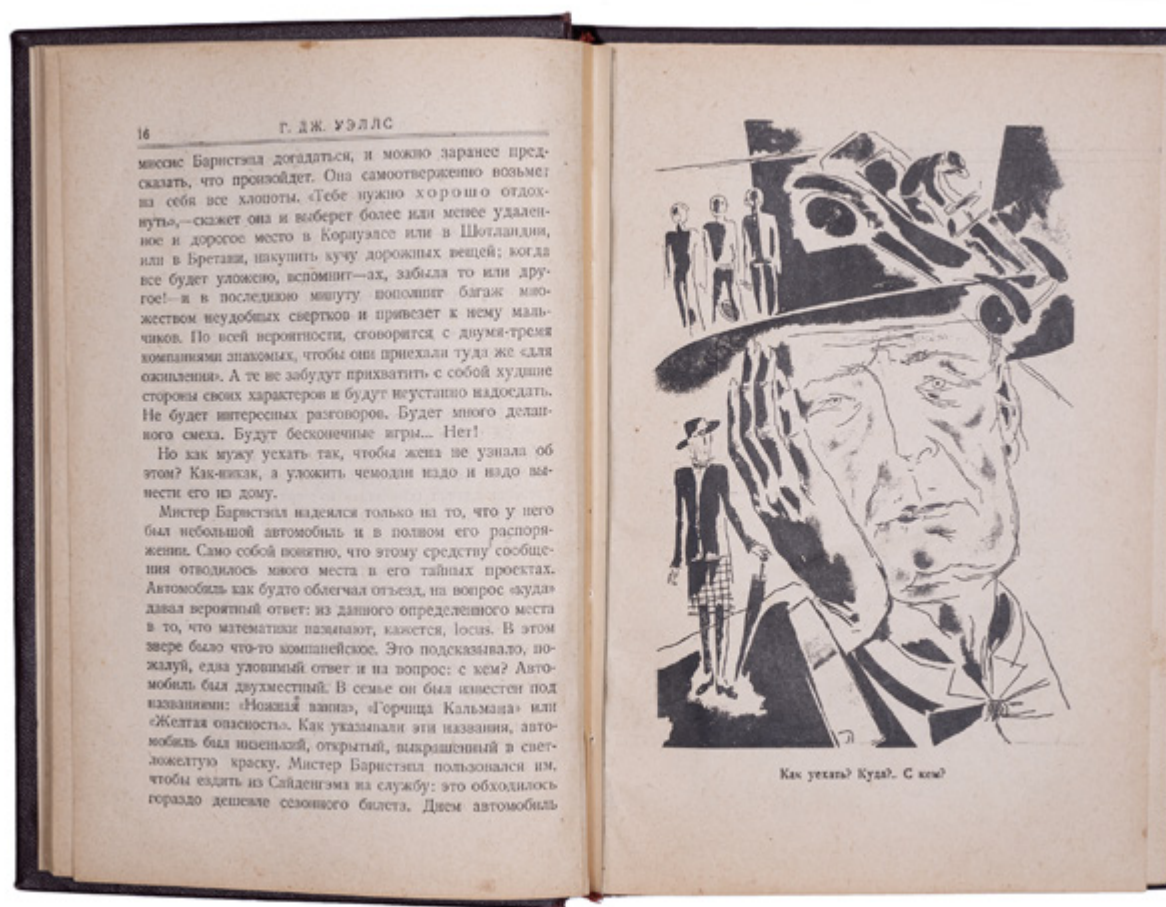 16
Г. ДЖ. УЭЛЛС
миссис Барнстэпл догадаться, и можно заранее пред-
сказать, что произойдет. Она самоотверженно возьмет
на себя все хлопоты. «Тебе нужно хорошо отдох-
нуть»,—скажет она и выберет более или менее удален-
ное и дорогое место в Корнуэлсе или в Шотландии,
или в Бретани, накупить кучу дорожных вещей; когда
все будет уложено, вспомнит—ах, забыла то или дру-
гое!—и в последнюю минуту пополнит багаж мно-
жеством неудобных свертков и привезет к нему маль-
чиков. По всей вероятности, сговорится с двумя-тремя
компаниями знакомых, чтобы они приехали туда же «для
оживления». А те не забудут прихватить с собой худшие
стороны своих характеров и будут неустанно надоедать.
Не будет интересных разговоров. Будет много делан-
ного смеха. Будут бесконечные игры... Нет!
Но как мужу уехать так, чтобы жена не узнала об
этом? Как-никак, а уложить чемодан надо и надо вы-
нести его из дому.
Мистер Барнстэпл надеялся только на то, что у него
был небольшой автомобиль и в полном его распоря-
жении. Само собой понятно, что этому средству сообще-
ния отводилось много места в его тайных проектах.
Автомобиль как будто облегчал отъезд, на вопрос «куда»
давал вероятный ответ: из данного определенного места
в то, что математики называют, кажется, locus. В этом
звере было что-то компанейское. Это подсказывало, по-
жалуй, едва уловимый ответ и на вопрос: с кем? Авто-
мобиль был двухместный. В семье он был известен под
названиями: «Ножная ванна», «Горчица Кальмана» или
«Желтая опасность». Как указывали эти названия, авто-
мобиль был низенький, открытый, выкрашенный в свет-
ложелтую краску. Мистер Барнстэпл пользовался им,
чтобы ездить из Сайденгэма на службу: это обходилось
гораздо дешевле сезонного билета. Днем автомобиль
Как уехать? Куда?.. С кем?